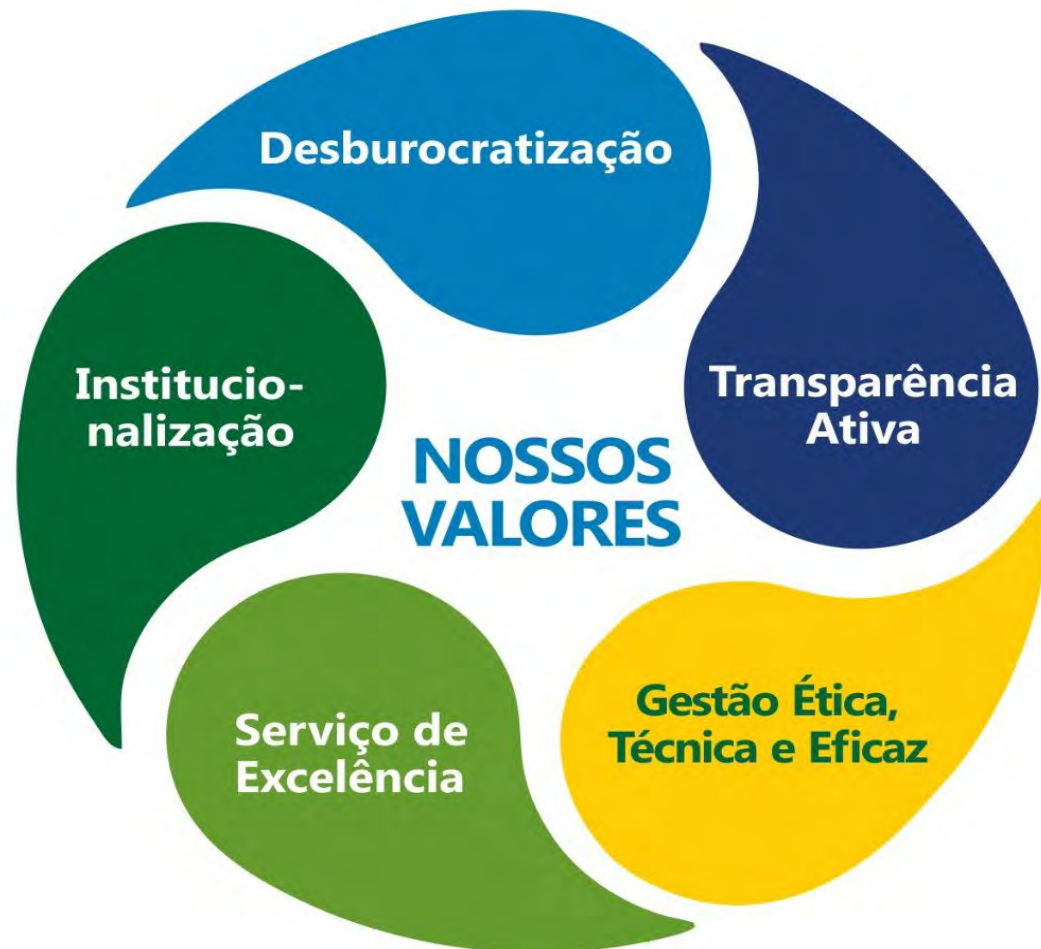 Desburocratização
Transparência
Ativa
Institucio-
nalização
NOSSOS
VALORES
Gestão Ética,
Técnica e Eficaz
Serviço de
Excelência